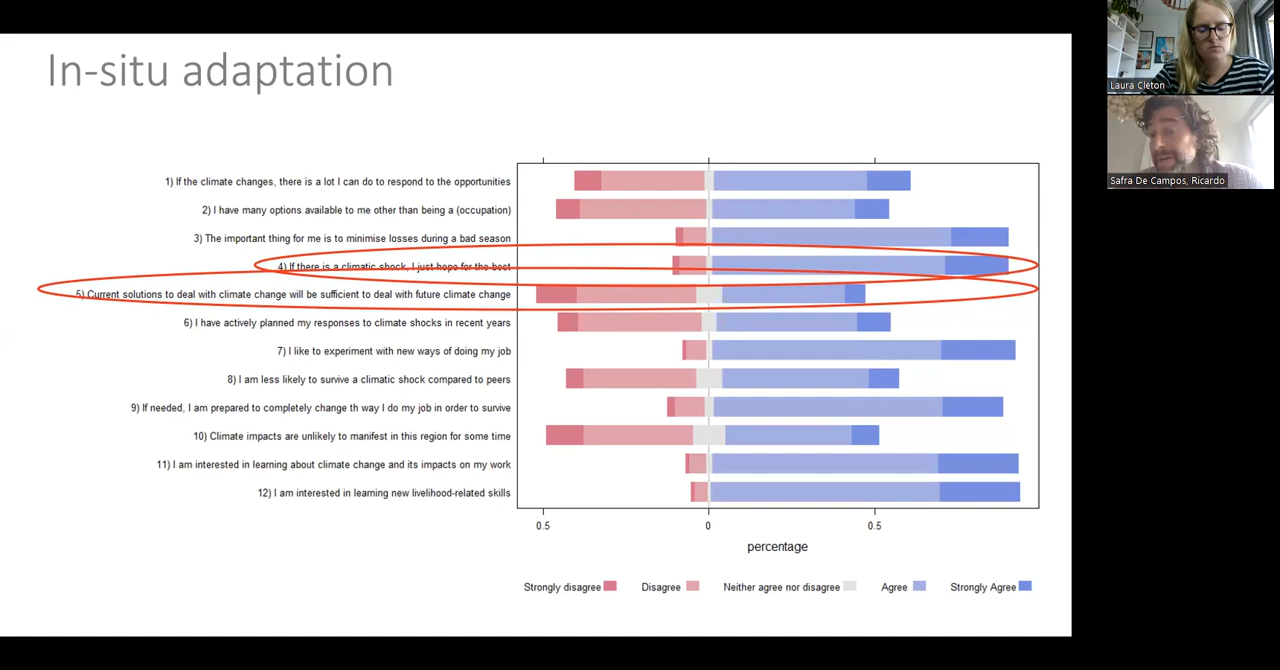 In-situ adaptation
1) If the climate changes, there is a lot I can do to respond to the opportunities
2) I have many options available to me other than being a (occupation)
3) The important thing for me is to minimise losses during a bad season
4) If there is a climatic shock, I just hope for the best
5) Current solutions to deal with climate change will be sufficient to deal with future climate change
6) I have actively planned my responses to climate shocks in recent years
7) I like to experiment with new ways of doing my job
8) I am less likely to survive a climatic shock compared to peers
9) If needed, I am prepared to completely change th way I do my job in order to survive
10) Climate impacts are unlikely to manifest in this region for some time
11) I am interested in learning about climate change and its impacts on my work
12) I am interested in learning new livelihood-related skills
0.5 0 0.5
percentage
Strongly disagree Disagree Neither agree nor disagree Agree Strongly Agree
Laura Cleton
Safra De Campos, Ricardo